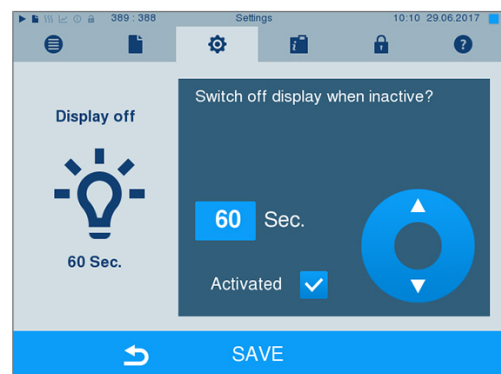 389 : 388 Settings 10:10 29.06.2017
Display off
60 Sec.
Switch off display when inactive?
60 Sec.
Activated
SAVE